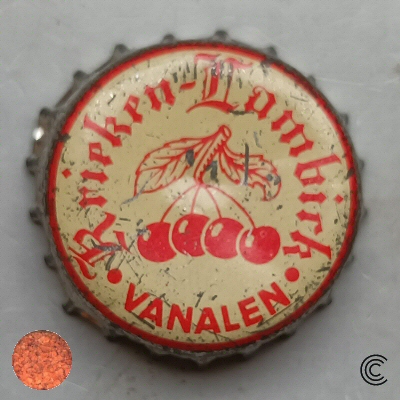 Krieken-Lambiek
• VANALEN •